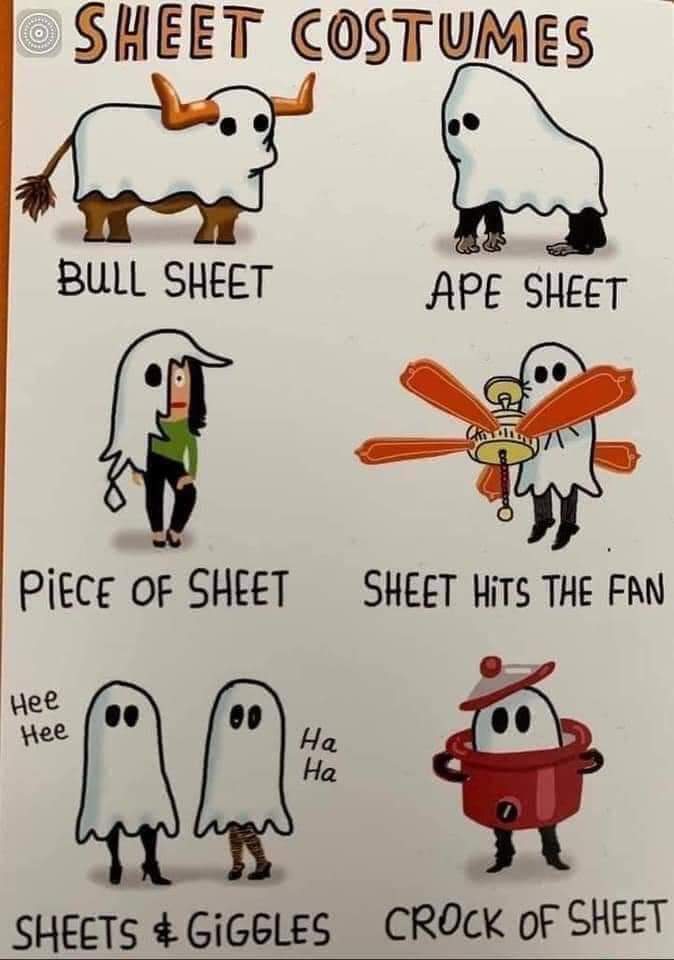 SHEET COSTUMES
BULL SHEET
APE SHEET
PiECE OF SHEET
SHEET HiTS THE FAN
Hee
Hee
Ha
Ha
SHEETS & GiGGLES
CROCK OF SHEET